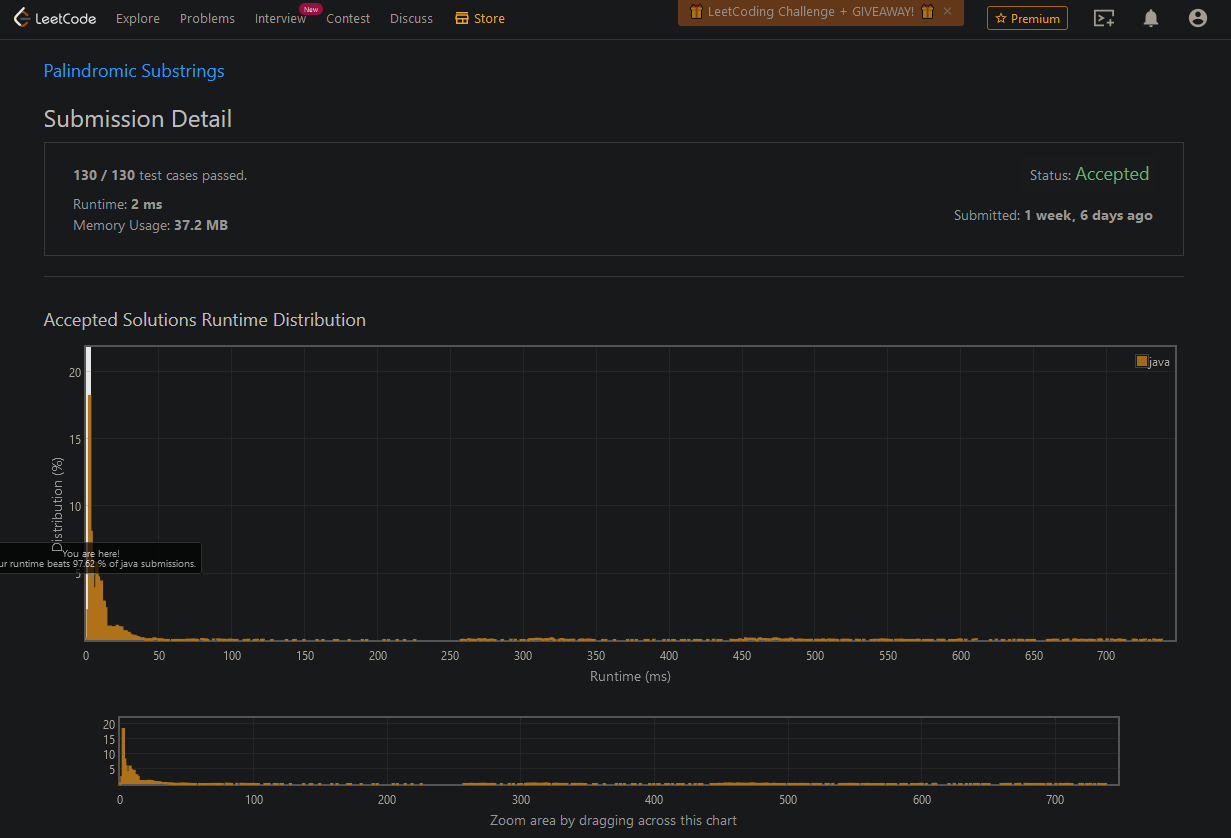 LeetCode Explore Problems Interview New Contest Discuss Store LeetCoding Challenge + GIVEAWAY! × Premium
Palindromic Substrings
Submission Detail
130 / 130 test cases passed.
Status: Accepted
Runtime: 2 ms
Memory Usage: 37.2 MB
Submitted: 1 week, 6 days ago
Accepted Solutions Runtime Distribution
java
20
15
10
5
Distribution (%)
You are here!
ur runtime beats 97.62 % of java submissions.
0 50 100 150 200 250 300 350 400 450 500 550 600 650 700
Runtime (ms)
20
15
10
5
0 100 200 300 400 500 600 700
Zoom area by dragging across this chart